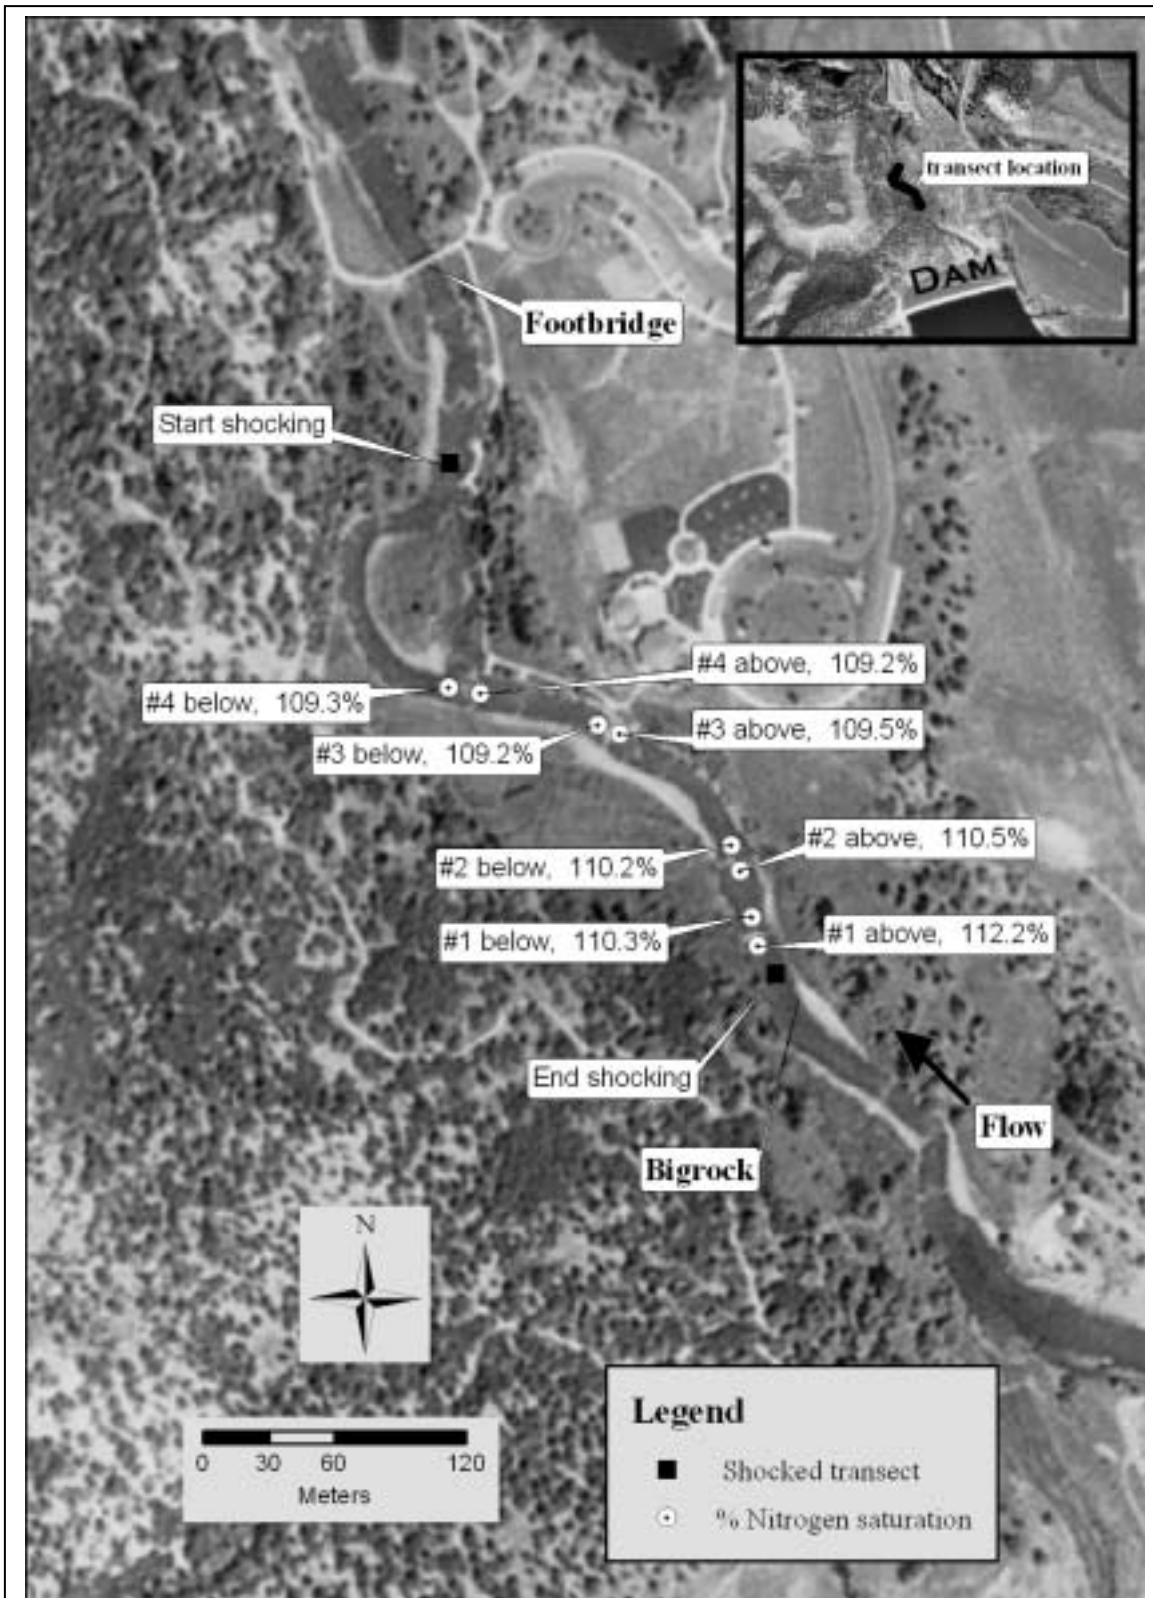 transect location
DAM
Footbridge
Start shocking
#4 above, 109.2%
#4 below, 109.3%
#3 above, 109.5%
#3 below, 109.2%
#2 above, 110.5%
#2 below, 110.2%
#1 above, 112.2%
#1 below, 110.3%
End shocking
Flow
Bigrock
N
Legend
Shocked transect
% Nitrogen saturation
0 30 60 120
Meters